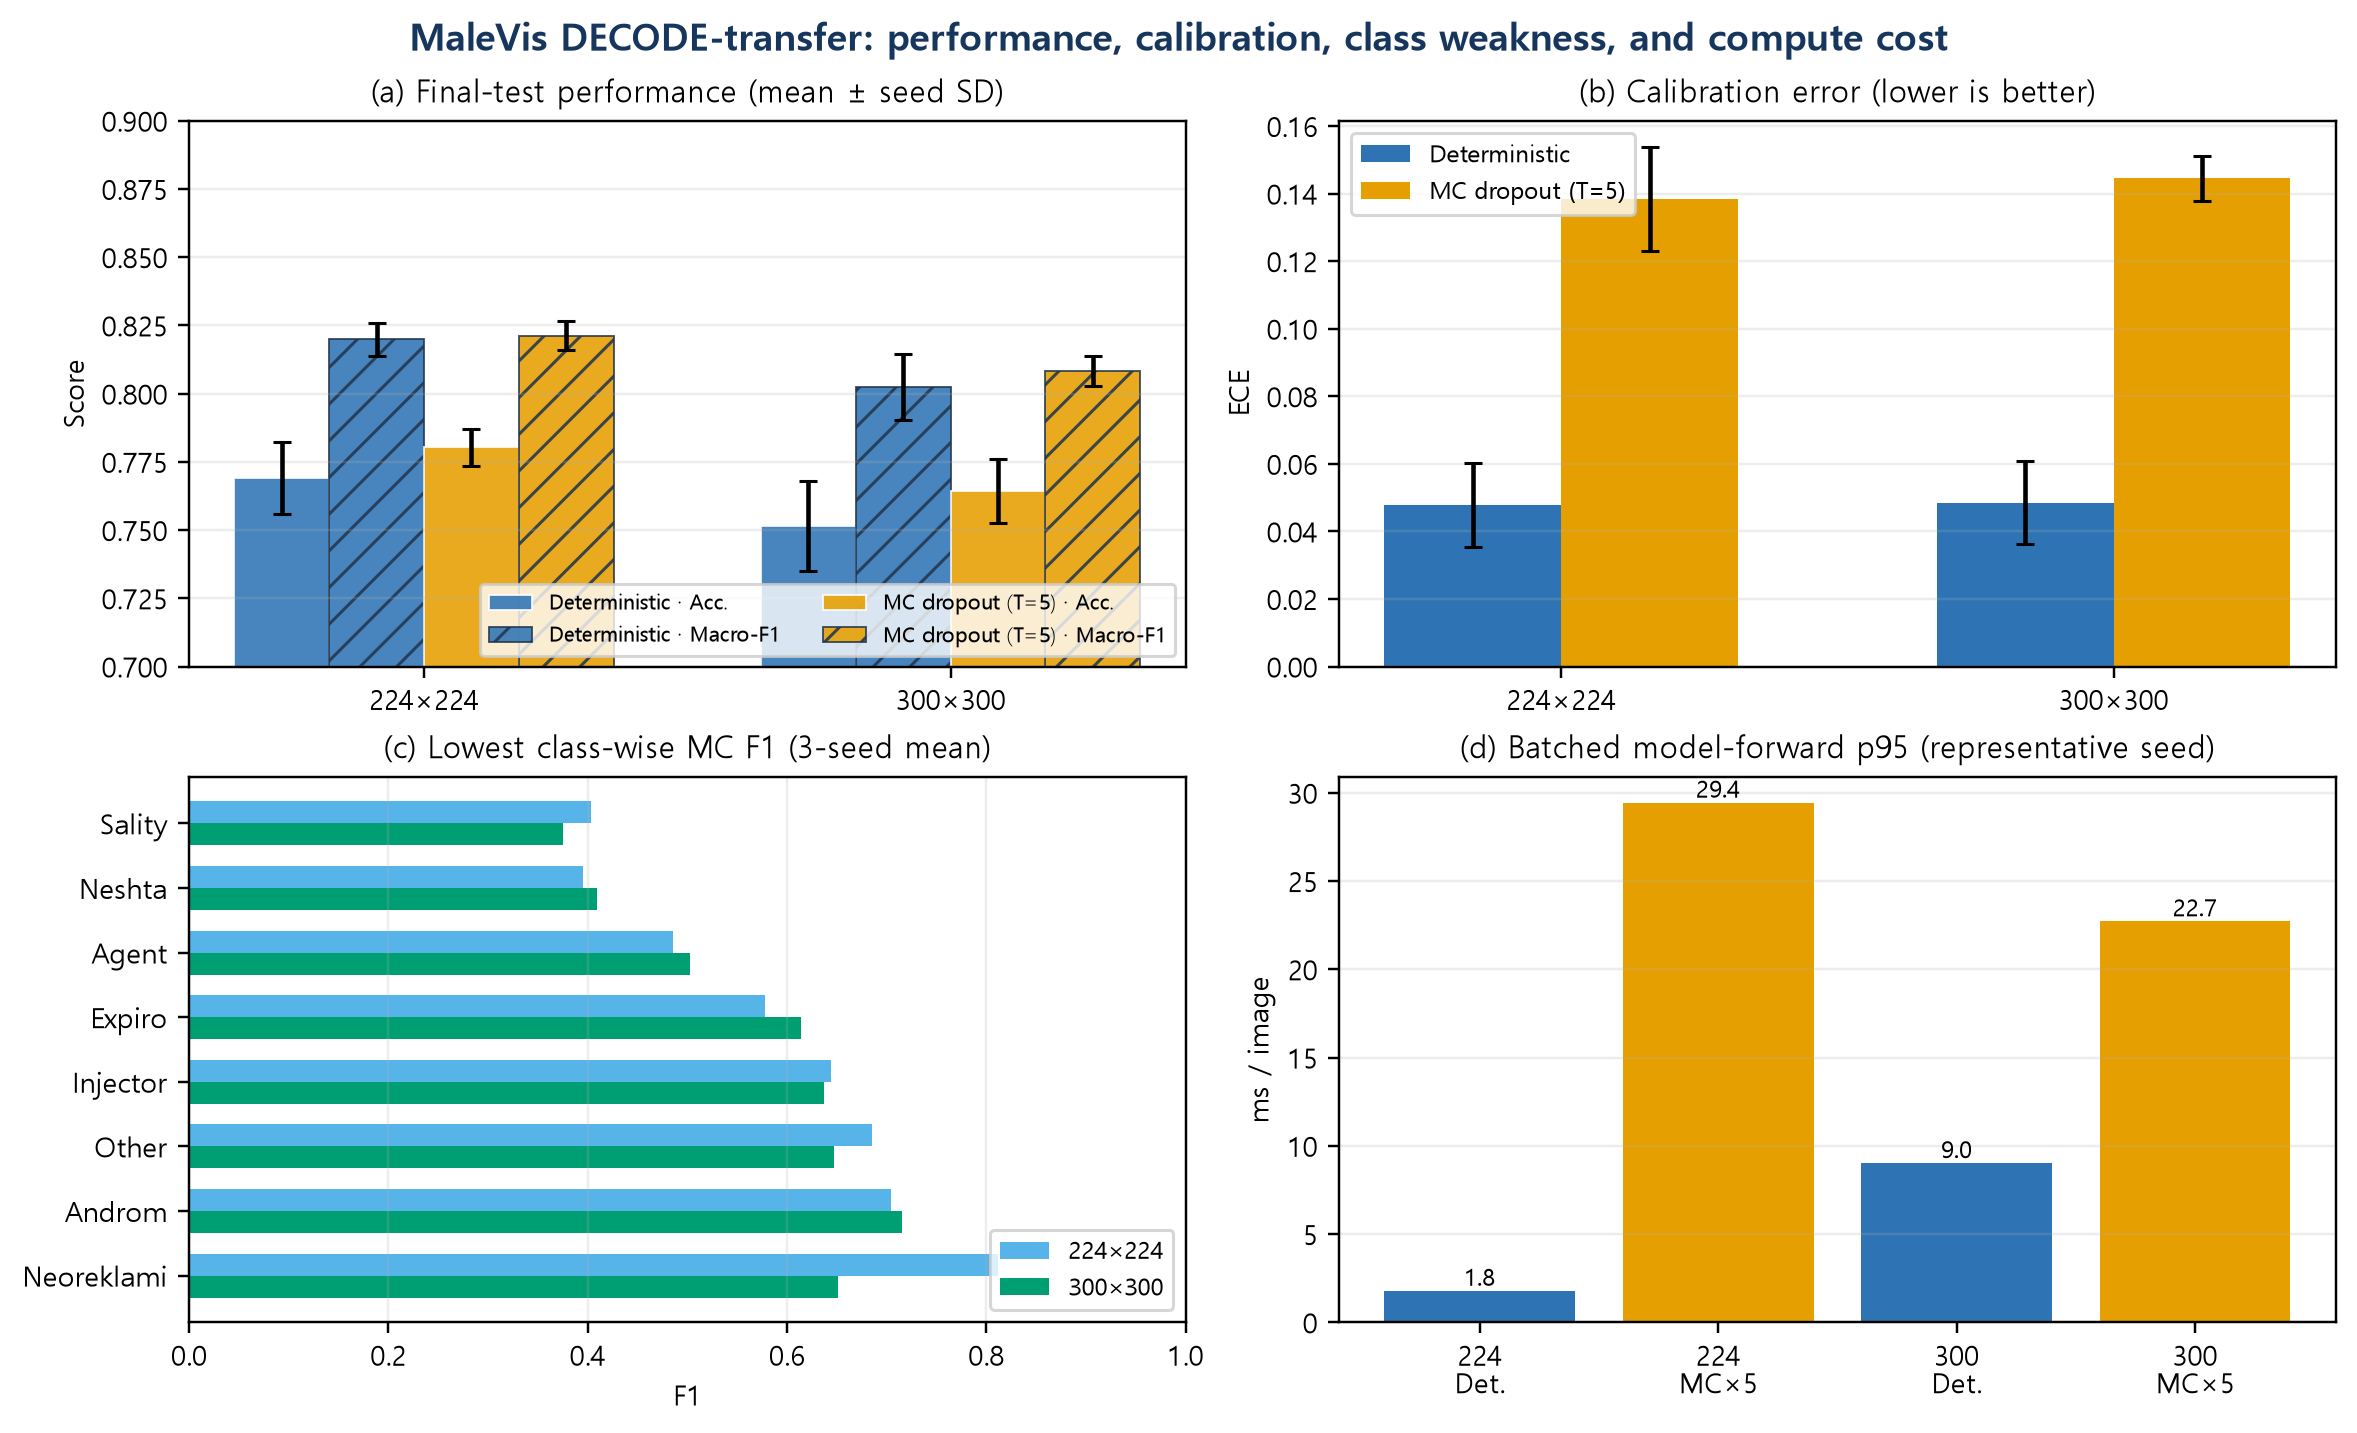 MaleVis DECODE-transfer: performance, calibration, class weakness, and compute cost
(a) Final-test performance (mean ± seed SD)
0.900
0.875
0.850
0.825
0.800
0.775
0.750
0.725
0.700
Score
Deterministic · Acc.
Deterministic · Macro-F1
MC dropout (T=5) · Acc.
MC dropout (T=5) · Macro-F1
224×224
300×300
(b) Calibration error (lower is better)
0.16
0.14
0.12
0.10
0.08
0.06
0.04
0.02
0.00
ECE
Deterministic
MC dropout (T=5)
224×224
300×300
(c) Lowest class-wise MC F1 (3-seed mean)
Sality
Neshta
Agent
Expiro
Injector
Other
Androm
Neoreklami
224×224
300×300
0.0
0.2
0.4
0.6
0.8
1.0
F1
(d) Batched model-forward p95 (representative seed)
30
25
20
15
10
5
0
ms / image
1.8
29.4
9.0
22.7
224
Det.
224
MC×5
300
Det.
300
MC×5